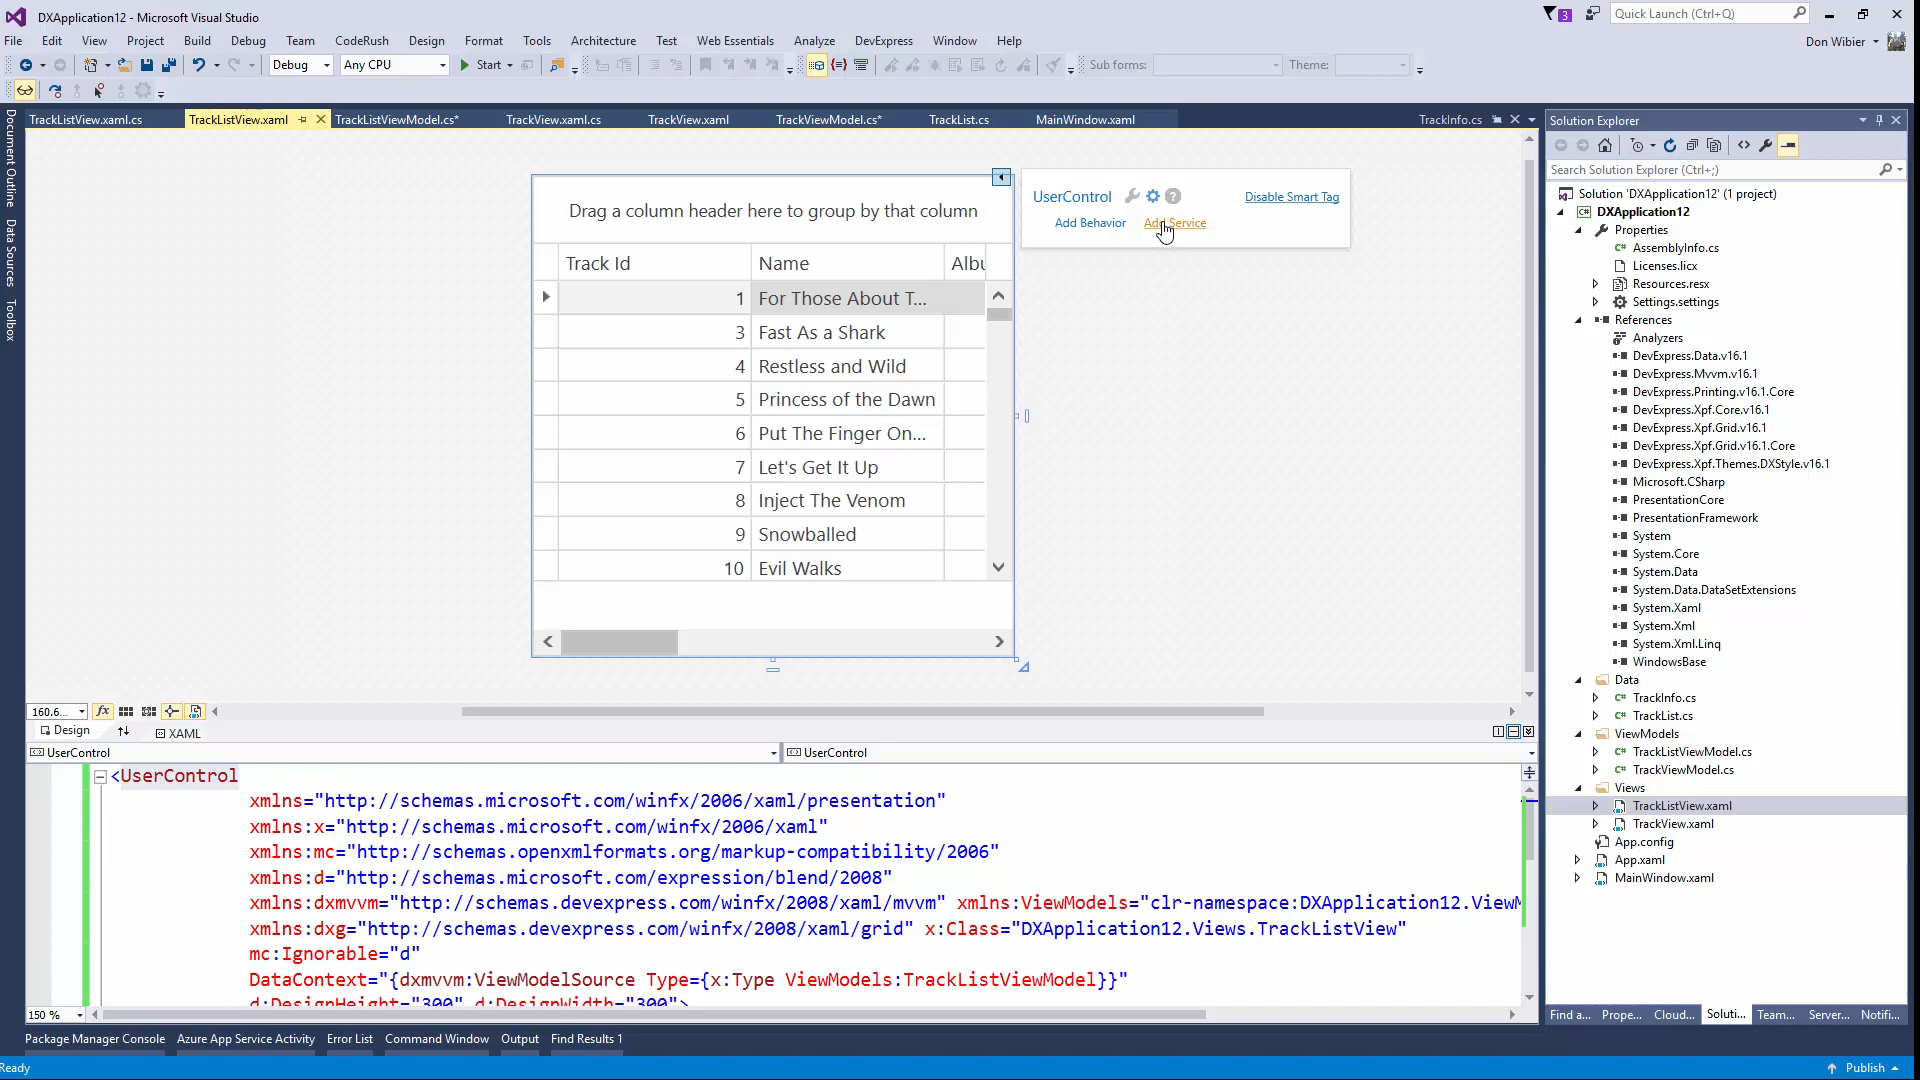 DXApplication12 - Microsoft Visual Studio
3
Quick Launch (Ctrl+Q)
File Edit View Project Build Debug Team CodeRush Design Format Tools Architecture Test Web Essentials Analyze DevExpress Window Help
Don Wibier
Debug Any CPU Start Sub forms: Theme:
TrackListView.xaml.cs TrackListView.xaml TrackListViewModel.cs* TrackView.xaml.cs TrackView.xaml TrackViewModel.cs* TrackList.cs MainWindow.xaml TrackInfo.cs
Document Outline
Data Sources
Toolbox
Drag a column header here to group by that column
Track Id Name Albu
1 For Those About T...
3 Fast As a Shark
4 Restless and Wild
5 Princess of the Dawn
6 Put The Finger On...
7 Let's Get It Up
8 Inject The Venom
9 Snowballed
10 Evil Walks
UserControl ? Disable Smart Tag
Add Behavior Add Service
160.6... fx
Design XAML
UserControl UserControl
<UserControl
xmlns="http://schemas.microsoft.com/winfx/2006/xaml/presentation"
xmlns:x="http://schemas.microsoft.com/winfx/2006/xaml"
xmlns:mc="http://schemas.openxmlformats.org/markup-compatibility/2006"
xmlns:d="http://schemas.microsoft.com/expression/blend/2008"
xmlns:dxmvvm="http://schemas.devexpress.com/winfx/2008/xaml/mvvm" xmlns:ViewModels="clr-namespace:DXApplication12.ViewM
xmlns:dxg="http://schemas.devexpress.com/winfx/2008/xaml/grid" x:Class="DXApplication12.Views.TrackListView"
mc:Ignorable="d"
DataContext="{dxmvvm:ViewModelSource Type={x:Type ViewModels:TrackListViewModel}}"
d:DesignHeight="300" d:DesignWidth="300">
150 %
Solution Explorer
Search Solution Explorer (Ctrl+;)
Solution 'DXApplication12' (1 project)
DXApplication12
Properties
AssemblyInfo.cs
Licenses.licx
Resources.resx
Settings.settings
References
Analyzers
DevExpress.Data.v16.1
DevExpress.Mvvm.v16.1
DevExpress.Printing.v16.1.Core
DevExpress.Xpf.Core.v16.1
DevExpress.Xpf.Grid.v16.1
DevExpress.Xpf.Grid.v16.1.Core
DevExpress.Xpf.Themes.DXStyle.v16.1
Microsoft.CSharp
PresentationCore
PresentationFramework
System
System.Core
System.Data
System.Data.DataSetExtensions
System.Xaml
System.Xml
System.Xml.Linq
WindowsBase
Data
TrackInfo.cs
TrackList.cs
ViewModels
TrackListViewModel.cs
TrackViewModel.cs
Views
TrackListView.xaml
TrackView.xaml
App.config
App.xaml
MainWindow.xaml
Find a... Prope... Cloud... Soluti... Team... Server... Notifi...
Package Manager Console Azure App Service Activity Error List Command Window Output Find Results 1
Ready Publish